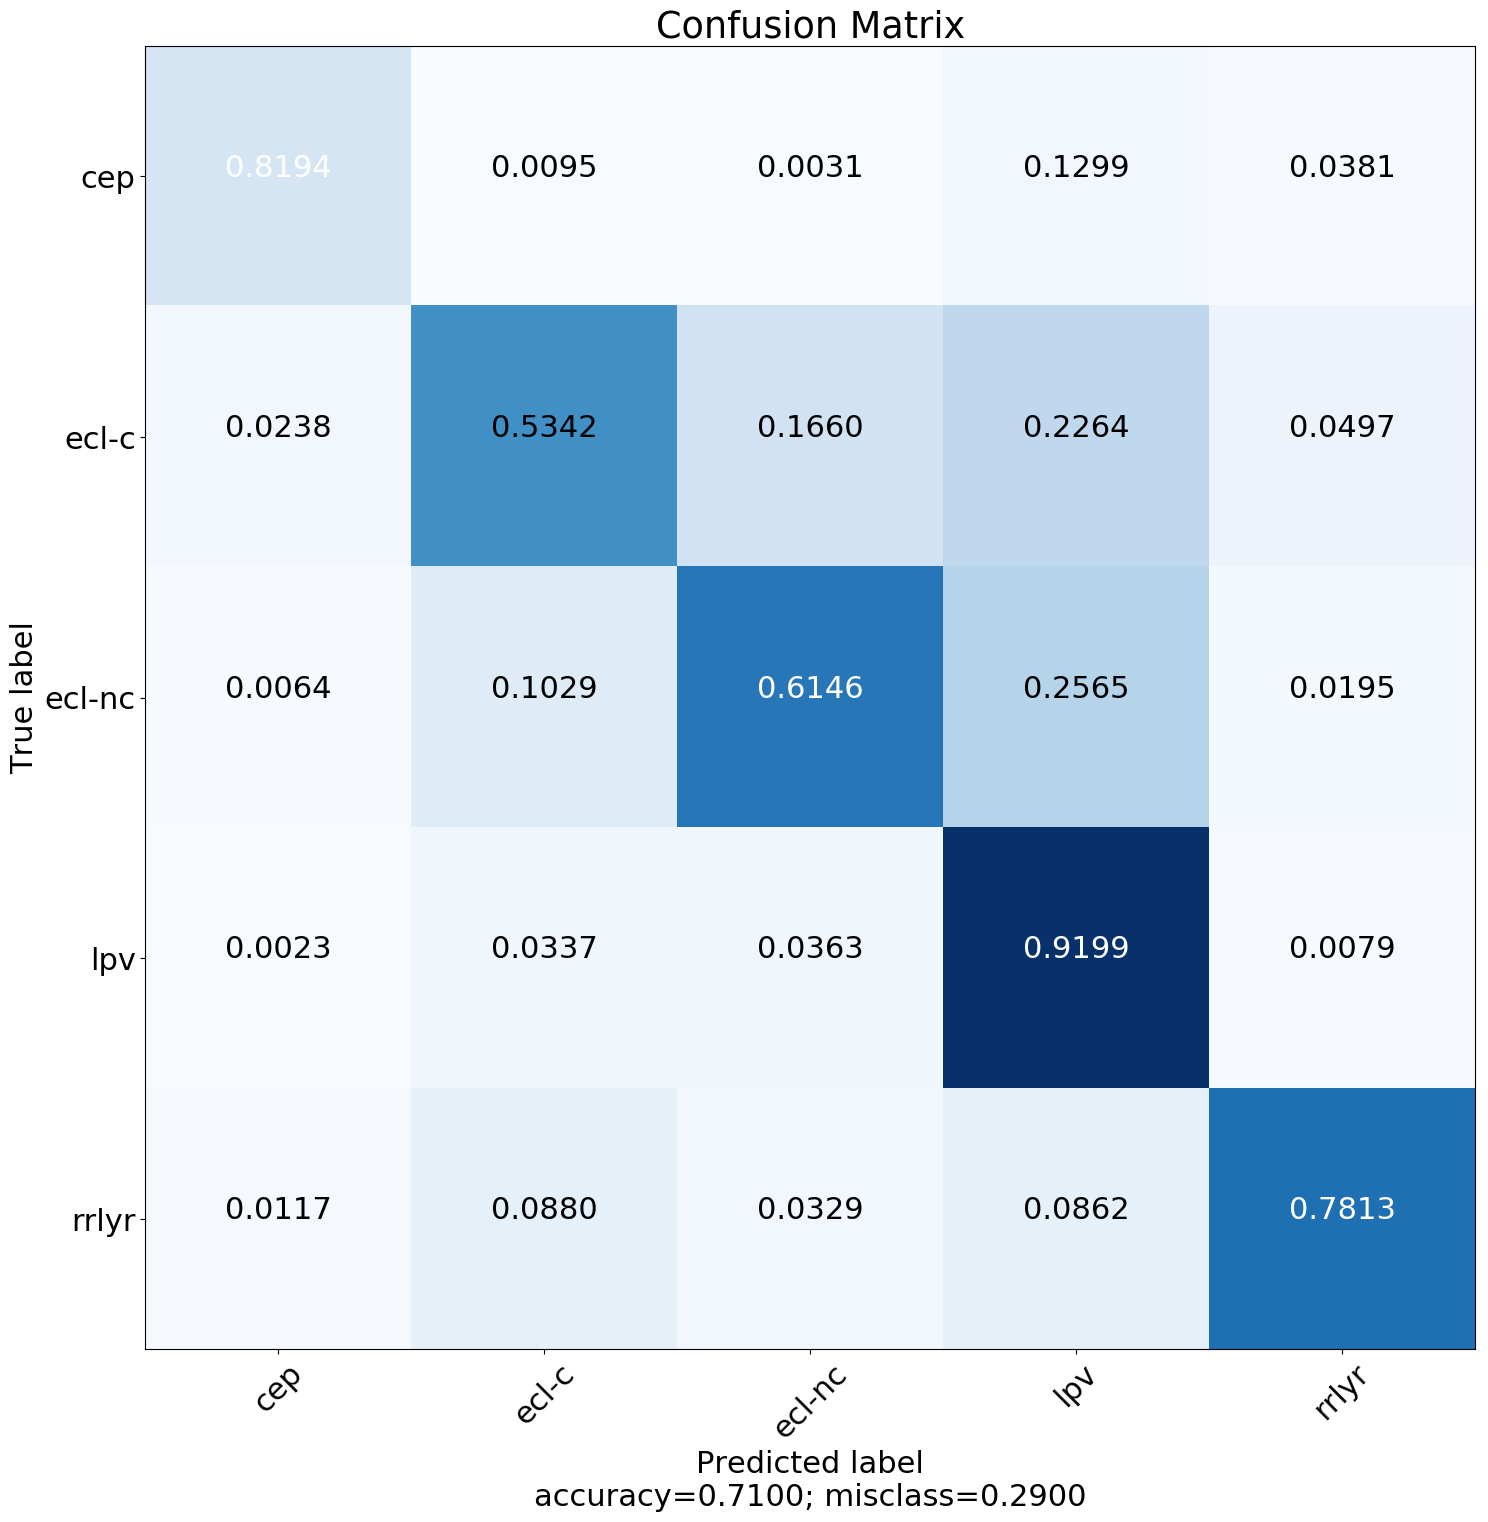 Confusion Matrix
cep 0.8194 0.0095 0.0031 0.1299 0.0381
ecl-c 0.0238 0.5342 0.1660 0.2264 0.0497
ecl-nc 0.0064 0.1029 0.6146 0.2565 0.0195
lpv 0.0023 0.0337 0.0363 0.9199 0.0079
rrlyr 0.0117 0.0880 0.0329 0.0862 0.7813
True label
cep ecl-c ecl-nc lpv rrlyr
Predicted label
accuracy=0.7100; misclass=0.2900